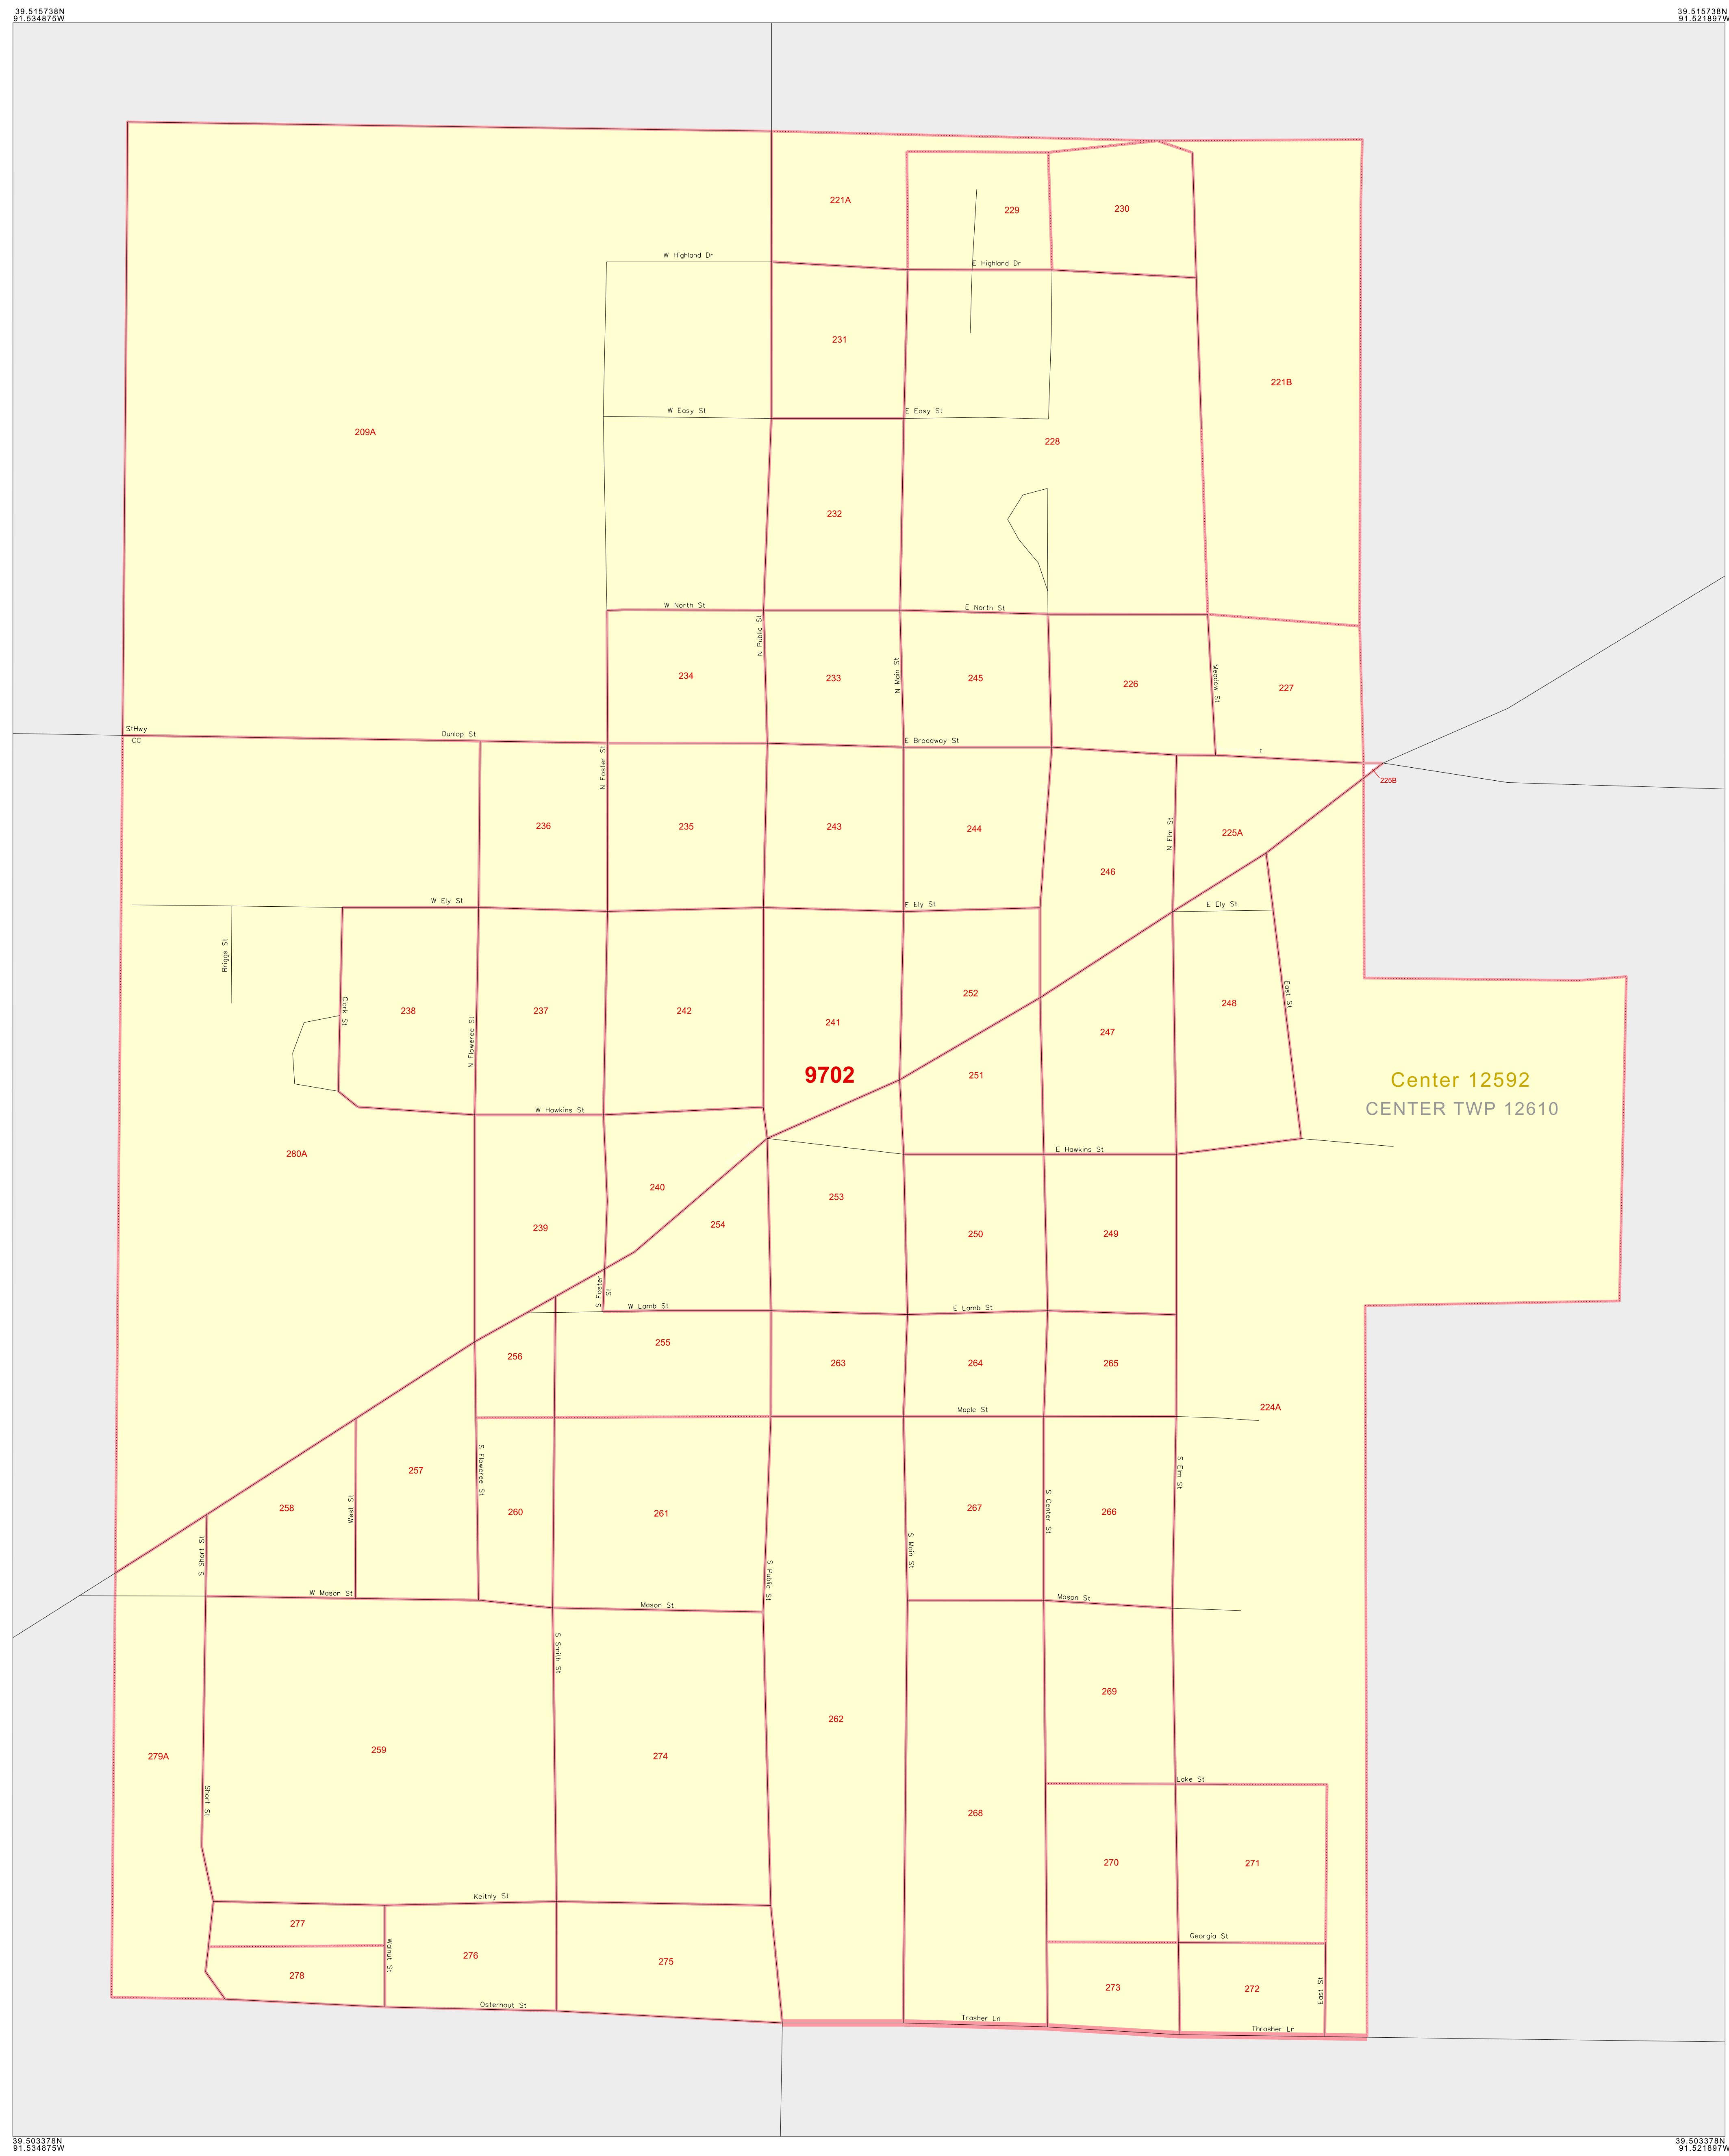 39.515738N
91.534875W
39.515738N
91.521897W
221A
229
230
W Highland Dr
E Highland Dr
231
221B
W Easy St
E Easy St
209A
228
232
W North St
E North St
N Public St
N Main St
Meadow St
234
233
245
226
227
StHwy
CC
Dunlop St
E Broadway St
t
N Foster St
225B
236
235
243
244
N Elm St
225A
246
W Ely St
E Ely St
E Ely St
Briggs St
Clark St
238
N Floweree St
237
242
241
252
248
East St
247
9702
251
Center 12592
CENTER TWP 12610
W Hawkins St
E Hawkins St
280A
240
253
254
239
250
249
S Foster
St
W Lamb St
E Lamb St
256
255
263
264
265
Maple St
224A
257
S Floweree St
S Elm St
258
West St
260
261
267
S Center St
266
S Short St
S Main St
S Public St
W Mason St
Mason St
Mason St
S Smith St
269
262
259
274
279A
Lake St
Short St
268
270
271
Keithly St
277
Georgia St
Walnut St
276
275
278
273
272
East St
Osterhout St
Trasher Ln
Thrasher Ln
39.503378N
91.534875W
39.503378N
91.521897W